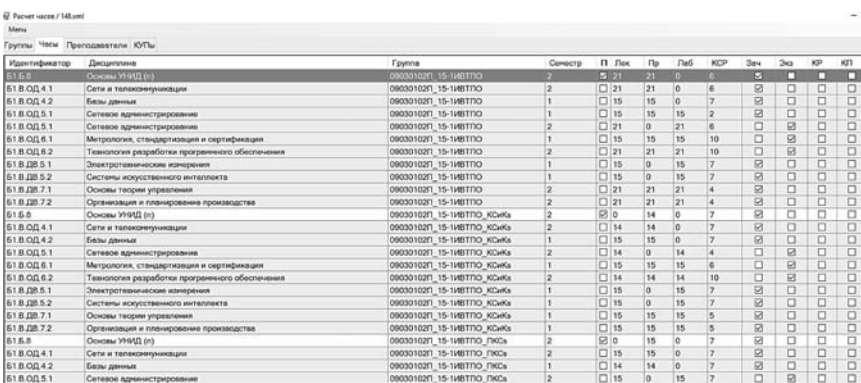 Расчет часов / 148.xml
Menu
Группы Часы Преподаватели КУПы
Идентификатор Дисциплина Группа Семестр П Лек Пр Лаб КСР Зач Экз КР КП
Б1.Б.8 Основы УНИД (п) 09030102П_15-1ИВТПО 2 21 21 0 6
Б1.В.ОД.4.1 Сети и телекоммуникации 09030102П_15-1ИВТПО 2 21 21 0 6
Б1.В.ОД.4.2 Базы данных 09030102П_15-1ИВТПО 1 15 15 0 7
Б1.В.ОД.5.1 Сетевое администрирование 09030102П_15-1ИВТПО 1 15 15 15 2
Б1.В.ОД.5.1 Сетевое администрирование 09030102П_15-1ИВТПО 2 21 0 21 6
Б1.В.ОД.6.1 Метрология, стандартизация и сертификация 09030102П_15-1ИВТПО 1 15 15 15 10
Б1.В.ОД.6.2 Технология разработки программного обеспечения 09030102П_15-1ИВТПО 2 21 21 21 10
Б1.В.ДВ.5.1 Электротехнические измерения 09030102П_15-1ИВТПО 1 15 0 15 7
Б1.В.ДВ.5.2 Системы искусственного интеллекта 09030102П_15-1ИВТПО 1 15 0 15 7
Б1.В.ДВ.7.1 Основы теории управления 09030102П_15-1ИВТПО 2 21 21 21 4
Б1.В.ДВ.7.2 Организация и планирование производства 09030102П_15-1ИВТПО 2 21 21 21 4
Б1.Б.8 Основы УНИД (п) 09030102П_15-1ИВТПО_КСиКs 2 0 14 0 7
Б1.В.ОД.4.1 Сети и телекоммуникации 09030102П_15-1ИВТПО_КСиКs 2 14 14 0 7
Б1.В.ОД.4.2 Базы данных 09030102П_15-1ИВТПО_КСиКs 1 15 15 0 7
Б1.В.ОД.5.1 Сетевое администрирование 09030102П_15-1ИВТПО_КСиКs 2 14 0 14 4
Б1.В.ОД.6.1 Метрология, стандартизация и сертификация 09030102П_15-1ИВТПО_КСиКs 1 15 15 15 6
Б1.В.ОД.6.2 Технология разработки программного обеспечения 09030102П_15-1ИВТПО_КСиКs 2 14 14 14 10
Б1.В.ДВ.5.1 Электротехнические измерения 09030102П_15-1ИВТПО_КСиКs 1 15 0 15 7
Б1.В.ДВ.5.2 Системы искусственного интеллекта 09030102П_15-1ИВТПО_КСиКs 1 15 0 15 7
Б1.В.ДВ.7.1 Основы теории управления 09030102П_15-1ИВТПО_КСиКs 1 15 15 15 5
Б1.В.ДВ.7.2 Организация и планирование производства 09030102П_15-1ИВТПО_КСиКs 1 15 15 15 5
Б1.Б.8 Основы УНИД (п) 09030102П_15-1ИВТПО_ПКСs 2 0 15 0 7
Б1.В.ОД.4.1 Сети и телекоммуникации 09030102П_15-1ИВТПО_ПКСs 2 15 15 0 7
Б1.В.ОД.4.2 Базы данных 09030102П_15-1ИВТПО_ПКСs 1 14 14 0 7
Б1.В.ОД.5.1 Сетевое администрирование 09030102П_15-1ИВТПО_ПКСs 2 15 0 15 7